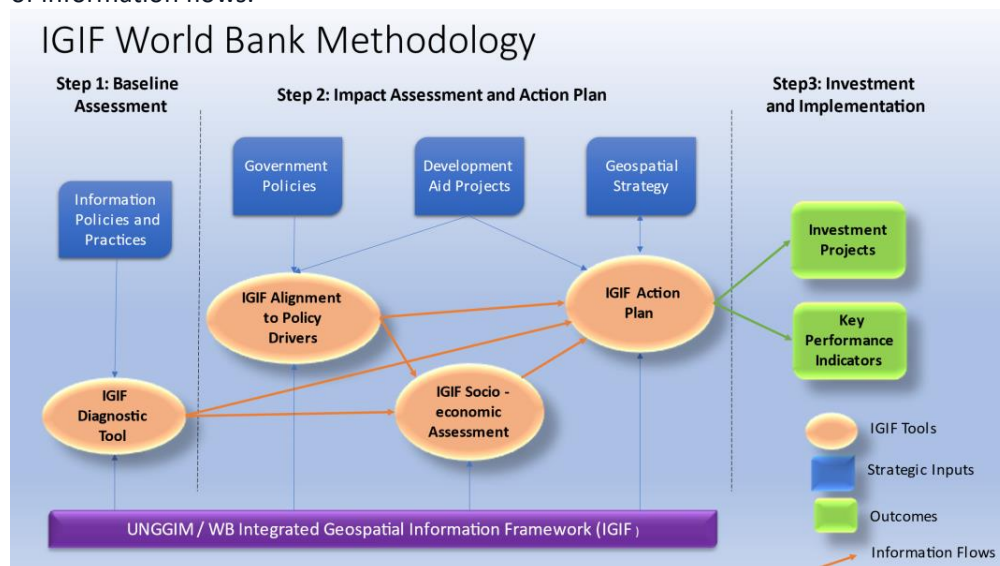 of information flows.
IGIF World Bank Methodology
Step 1: Baseline
Assessment
Step 2: Impact Assessment and Action Plan
Step3: Investment
and Implementation
Government
Policies
Development
Aid Projects
Geospatial
Strategy
Information
Policies and
Practices
Investment
Projects
IGIF Alignment
to Policy
Drivers
IGIF Action
Plan
Key
Performance
Indicators
IGIF
Diagnostic
Tool
IGIF Socio -
economic
Assessment
IGIF Tools
Strategic Inputs
Outcomes
Information Flows
UNGGIM / WB Integrated Geospatial Information Framework (IGIF )